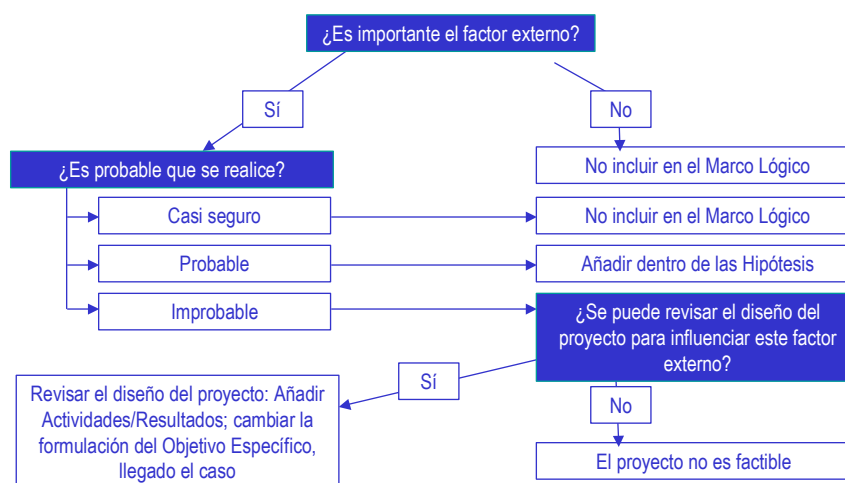 ¿Es importante el factor externo?
Sí
No
¿Es probable que se realice?
No incluir en el Marco Lógico
Casi seguro
No incluir en el Marco Lógico
Probable
Añadir dentro de las Hipótesis
Improbable
¿Se puede revisar el diseño del
proyecto para influenciar este factor
externo?
Sí
No
Revisar el diseño del proyecto: Añadir
Actividades/Resultados; cambiar la
formulación del Objetivo Específico,
llegado el caso
El proyecto no es factible